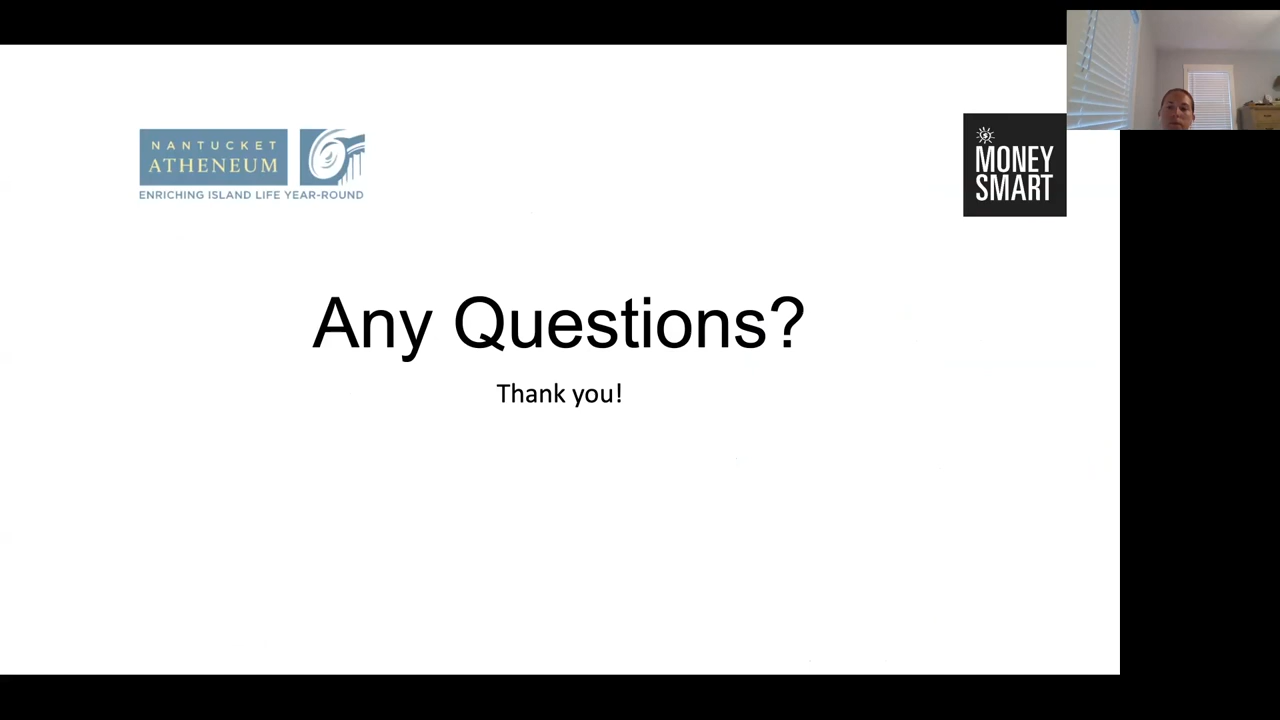 NANTUCKET
ATHENEUM
ENRICHING ISLAND LIFE YEAR-ROUND
MONEY
SMART
Any Questions?
Thank you!